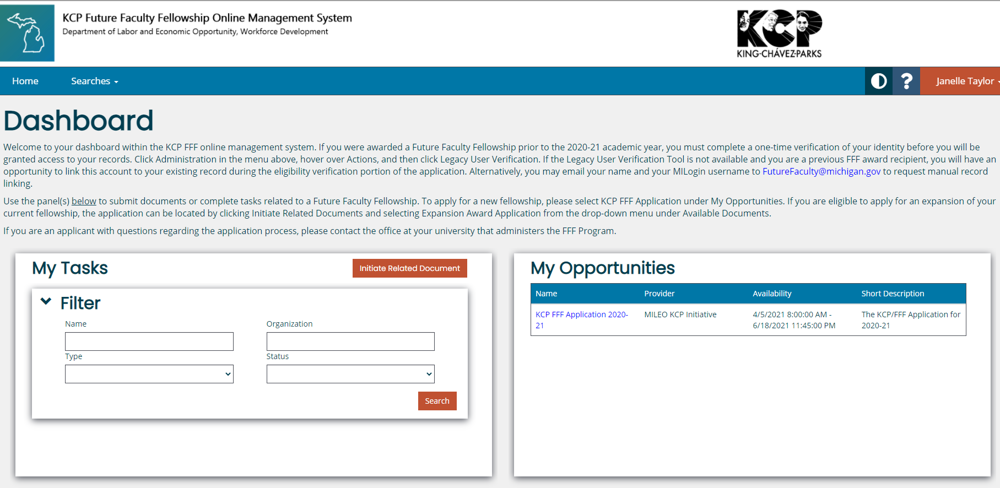 KCP Future Faculty Fellowship Online Management System
Department of Labor and Economic Opportunity, Workforce Development
KCP
KING-CHÁVEZ-PARKS
Home
Searches
?
Janelle Taylor
Dashboard
Welcome to your dashboard within the KCP FFF online management system. If you were awarded a Future Faculty Fellowship prior to the 2020-21 academic year, you must complete a one-time verification of your identity before you will be
granted access to your records. Click Administration in the menu above, hover over Actions, and then click Legacy User Verification. If the Legacy User Verification Tool is not available and you are a previous FFF award recipient, you will have an
opportunity to link this account to your existing record during the eligibility verification portion of the application. Alternatively, you may email your name and your MILogin username to FutureFaculty@michigan.gov to request manual record
linking.
Use the panel(s) below to submit documents or complete tasks related to a Future Faculty Fellowship. To apply for a new fellowship, please select KCP FFF Application under My Opportunities. If you are eligible to apply for an expansion of your
current fellowship, the application can be located by clicking Initiate Related Documents and selecting Expansion Award Application from the drop-down menu under Available Documents.
If you are an applicant with questions regarding the application process, please contact the office at your university that administers the FFF Program.
My Tasks
Initiate Related Document
Filter
Name
Organization
Type
Status
Search
My Opportunities
Name Provider Availability Short Description
KCP FFF Application 2020- MILEO KCP Initiative 4/5/2021 8:00:00 AM - The KCP/FFF Application for
21 6/18/2021 11:45:00 PM 2020-21